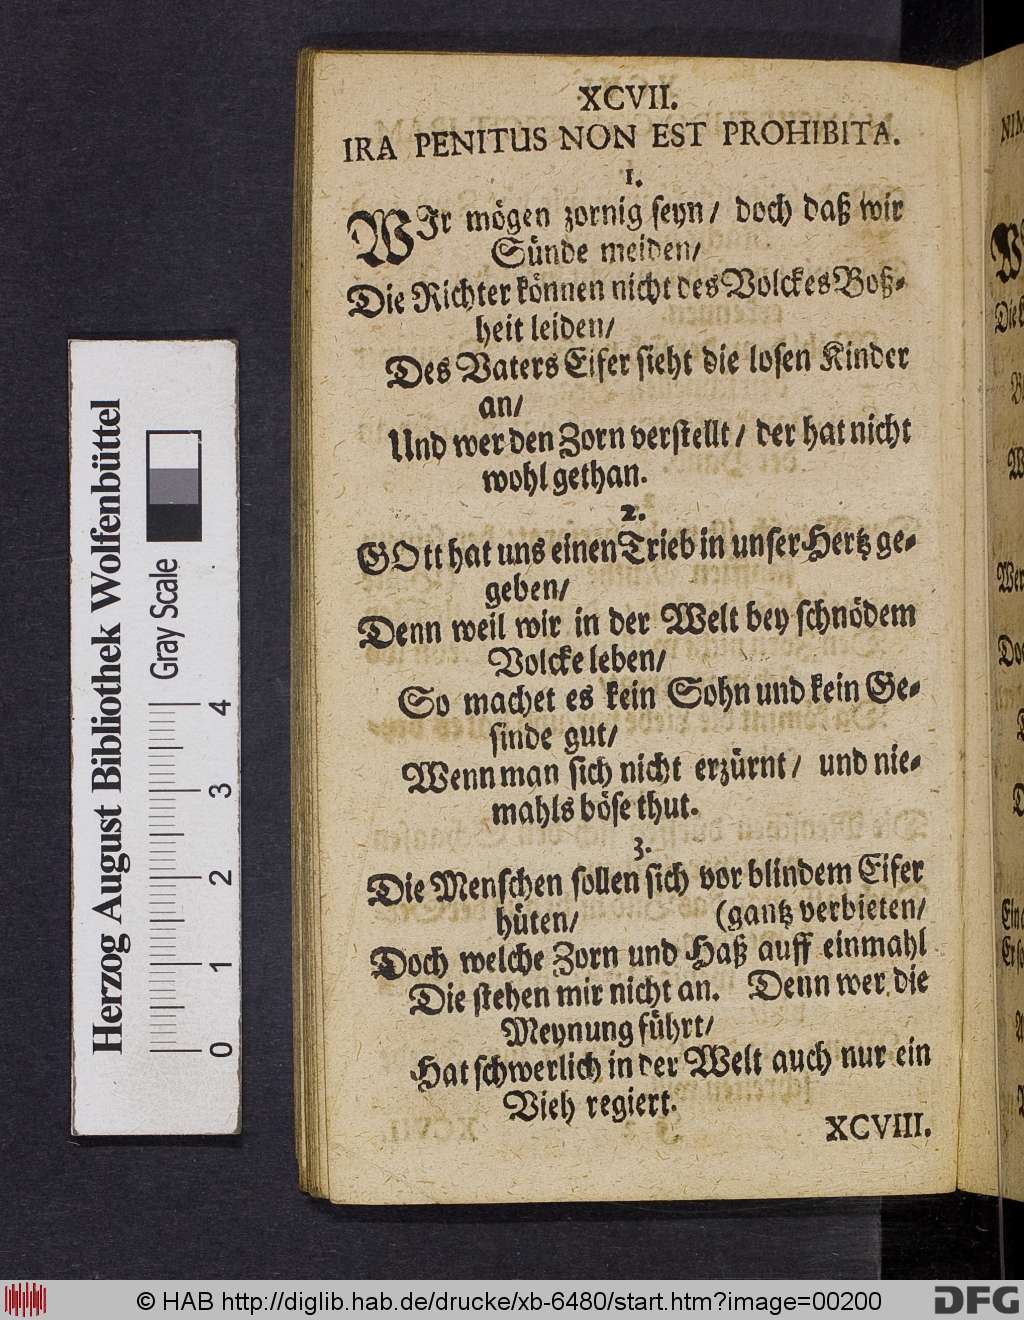 XCVII.
IRA PENITUS NON EST PROHIBITA.
1.
WIr mögen zornig seyn/ doch daß wir
Sünde meiden/
Die Richter können nicht des Volckes Boß-
heit leiden/
Des Vaters Eifer sieht die losen Kinder
an/
Und wer den Zorn verstellt/ der hat nicht
wohl gethan.
2.
GOtt hat uns einen Trieb in unser Hertz ge-
geben/
Denn weil wir in der Welt bey schnödem
Volcke leben/
So machet es kein Sohn und kein Ge-
sinde gut/
Wenn man sich nicht erzürnt/ und nie-
mahls böse thut.
3.
Die Menschen sollen sich vor blindem Eifer
hüten/ (gantz verbieten/
Doch welche Zorn und Haß auff einmahl
Die stehen mir nicht an. Denn wer die
Meynung führt/
Hat schwerlich in der Welt auch nur ein
Vieh regiert.
XCVIII.
Herzog August Bibliothek Wolfenbüttel
Gray Scale
0 1 2 3 4
© HAB http://diglib.hab.de/drucke/xb-6480/start.htm?image=00200
DFG